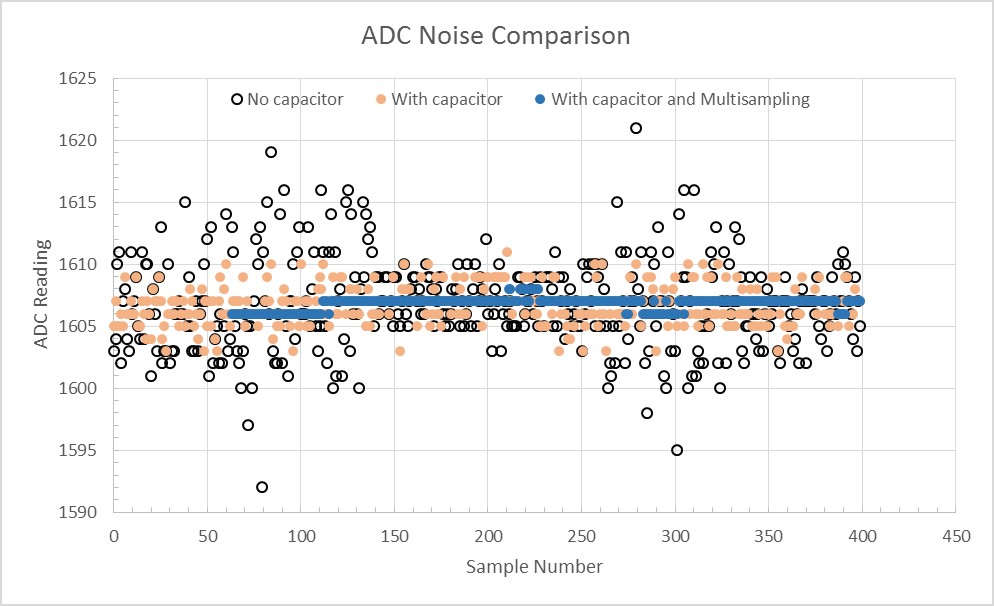 ADC Noise Comparison
No capacitor With capacitor With capacitor and Multisampling
1625
1620
1615
1610
1605
1600
1595
1590
ADC Reading
0 50 100 150 200 250 300 350 400 450
Sample Number